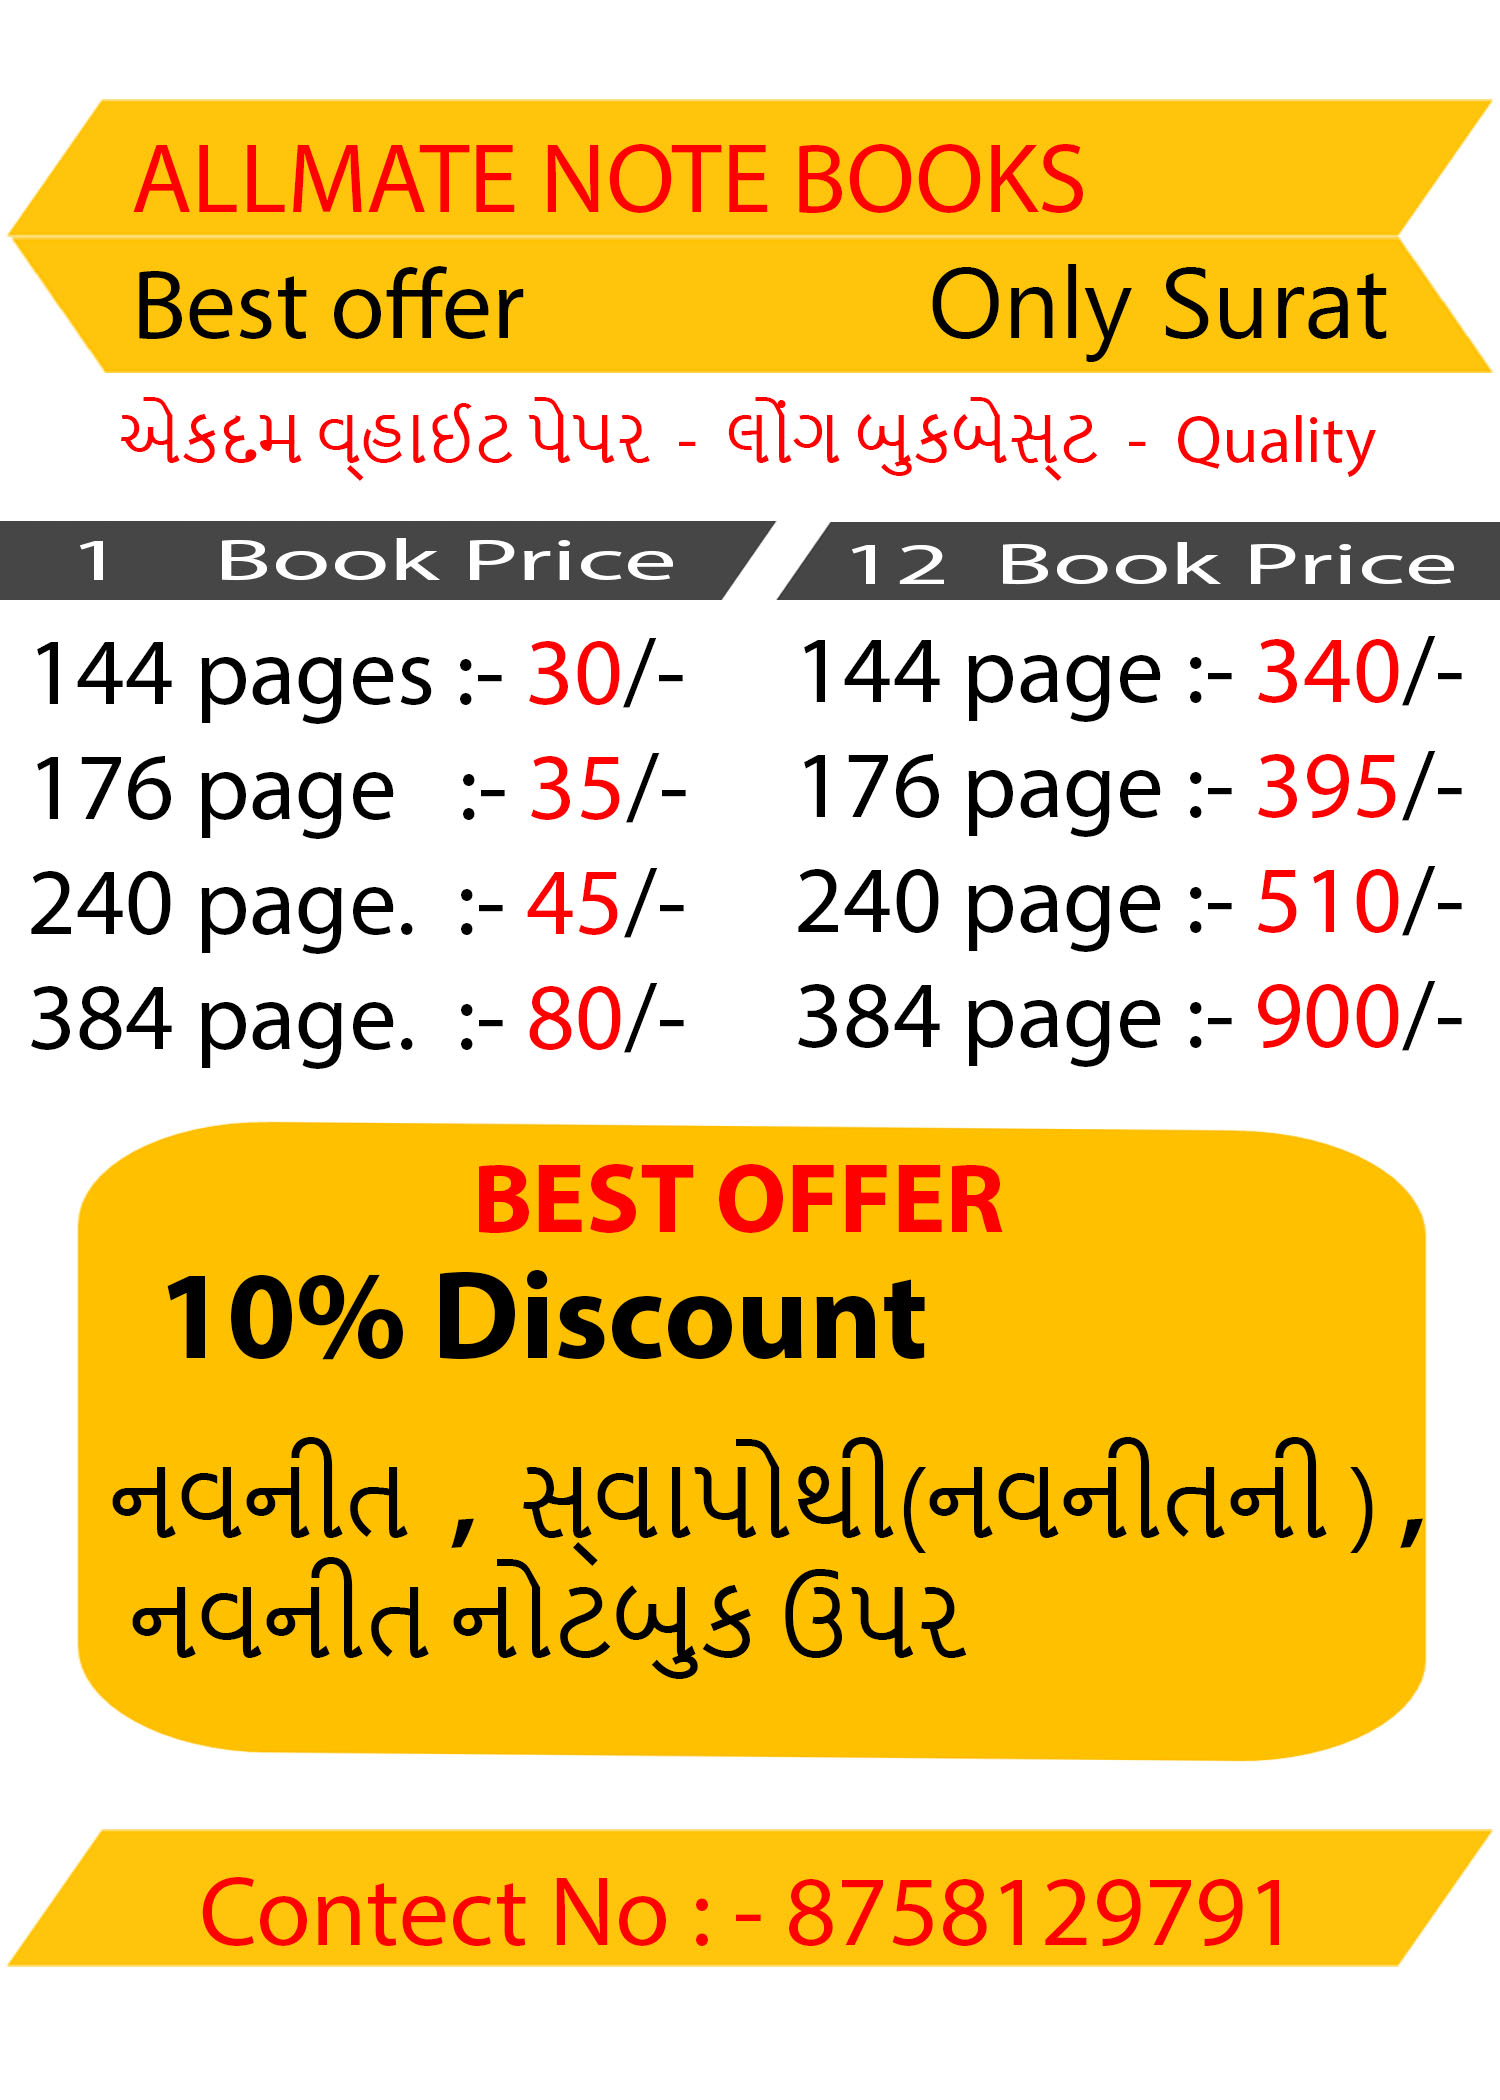 ALLMATE NOTE BOOKS
Best offer Only Surat
એકદમ વ્હાઈટ પેપર - લોંગ બુકબેસ્ટ - Quality
1 Book Price 12 Book Price
144 pages :- 30/- 144 page :- 340/-
176 page :- 35/- 176 page :- 395/-
240 page. :- 45/- 240 page :- 510/-
384 page. :- 80/- 384 page :- 900/-
BEST OFFER
10% Discount
નવનીત , સ્વાપોથી(નવનીતની ) ,
નવનીત નોટબુક ઉપર
Contect No : - 8758129791